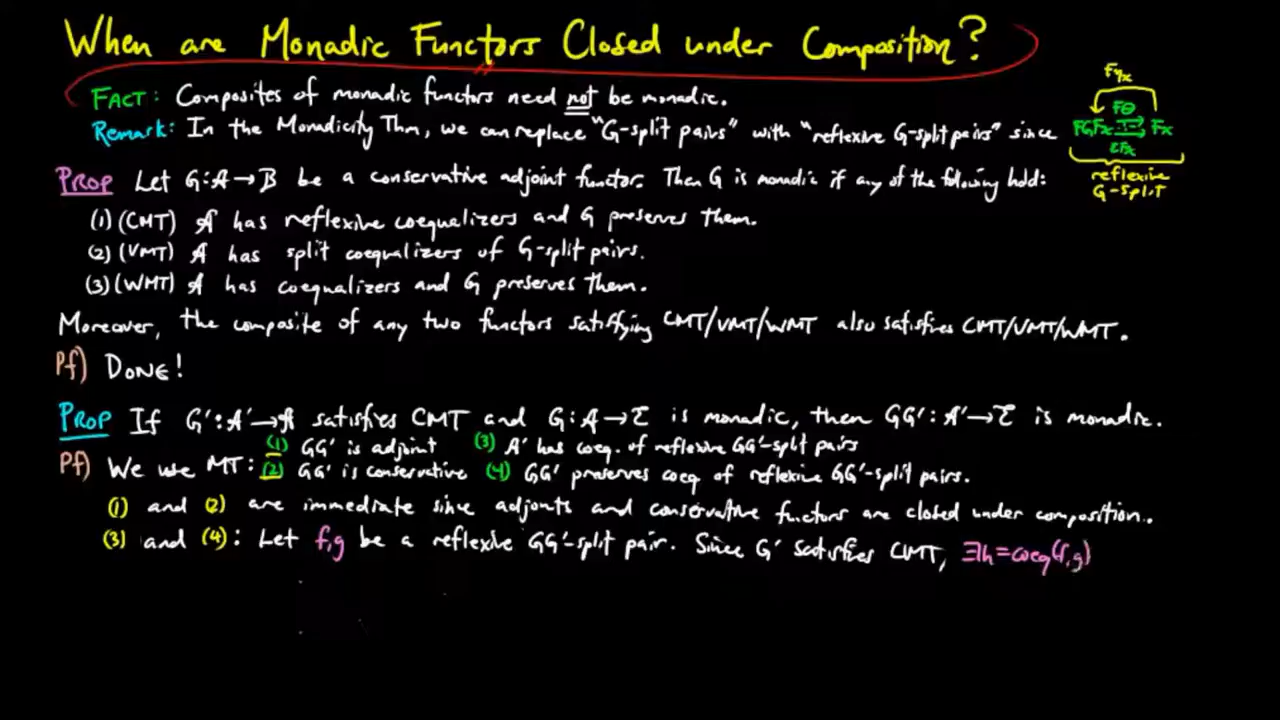 When are Monadic Functors Closed under Composition?
FACT: Composites of monadic functors need not be monadic.
Remark: In the Monadicity Thm, we can replace "G-split pairs" with "reflexive G-split pairs" since
Fηx
Fθ
FGFx ⇉ Fx
εFx
reflexive
G-split
PROP Let G: A → B be a conservative adjoint functor. Then G is monadic if any of the following hold:
(1) (CMT) A has reflexive coequalizers and G preserves them.
(2) (VMT) A has split coequalizers of G-split pairs.
(3) (WMT) A has coequalizers and G preserves them.
Moreover, the composite of any two functors satisfying CMT/VMT/WMT also satisfies CMT/VMT/WMT.
Pf) DONE!
PROP If G': A' → A satisfies CMT and G: A → C is monadic, then GG': A' → C is monadic.
(1) GG' is adjoint (3) A' has coeq. of reflexive GG'-split pairs
Pf) We use MT: (2) GG' is conservative (4) GG' preserves coeq of reflexive GG'-split pairs.
(1) and (2) are immediate since adjoints and conservative functors are closed under composition.
(3) and (4): Let f,g be a reflexive GG'-split pair. Since G' satisfies CMT, ∃h=coeq(f,g)